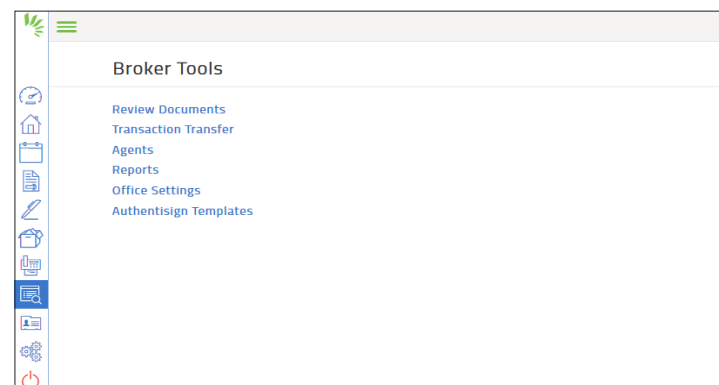 Broker Tools
Review Documents
Transaction Transfer
Agents
Reports
Office Settings
Authentisign Templates